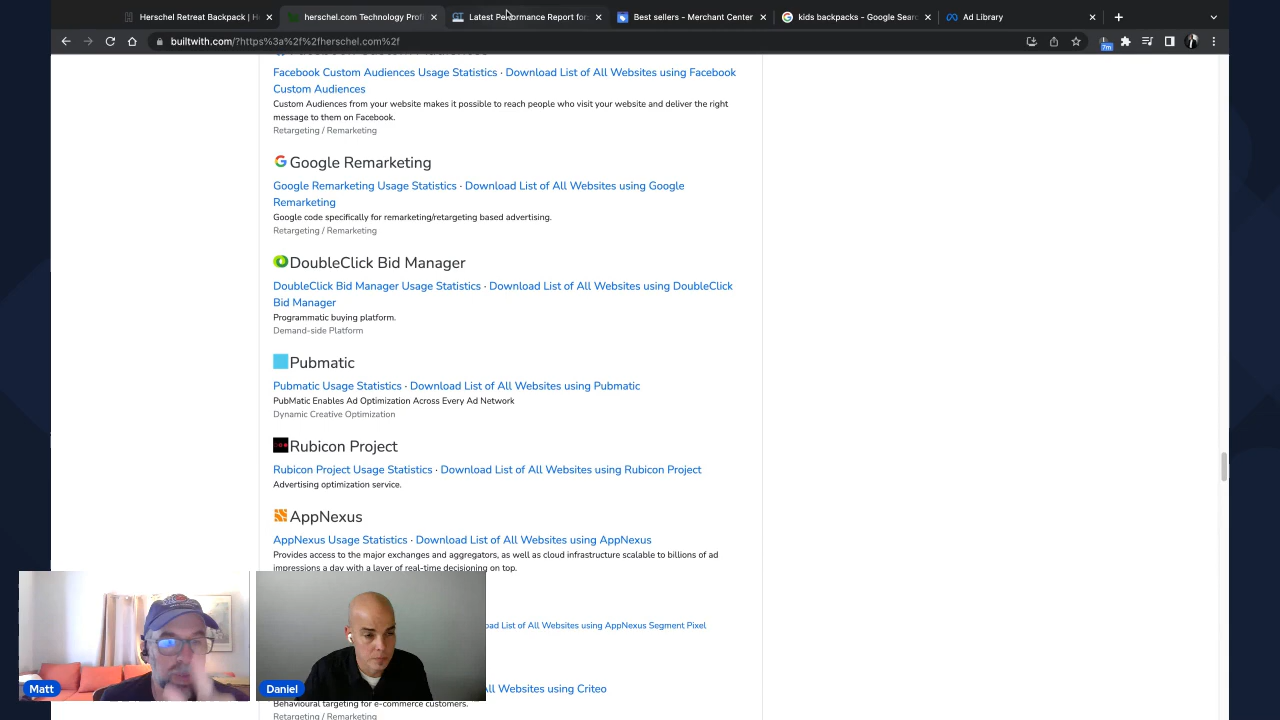 Herschel Retreat Backpack | H
herschel.com Technology Profi
Latest Performance Report for
Best sellers - Merchant Center
kids backpacks - Google Searc
Ad Library
builtwith.com/?https%3a%2f%2fherschel.com%2f
7m
Facebook Custom Audiences Usage Statistics · Download List of All Websites using Facebook
Custom Audiences
Custom Audiences from your website makes it possible to reach people who visit your website and deliver the right
message to them on Facebook.
Retargeting / Remarketing
Google Remarketing
Google Remarketing Usage Statistics · Download List of All Websites using Google
Remarketing
Google code specifically for remarketing/retargeting based advertising.
Retargeting / Remarketing
DoubleClick Bid Manager
DoubleClick Bid Manager Usage Statistics · Download List of All Websites using DoubleClick
Bid Manager
Programmatic buying platform.
Demand-side Platform
Pubmatic
Pubmatic Usage Statistics · Download List of All Websites using Pubmatic
PubMatic Enables Ad Optimization Across Every Ad Network
Dynamic Creative Optimization
Rubicon Project
Rubicon Project Usage Statistics · Download List of All Websites using Rubicon Project
Advertising optimization service.
AppNexus
AppNexus Usage Statistics · Download List of All Websites using AppNexus
Provides access to the major exchanges and aggregators, as well as cloud infrastructure scalable to billions of ad
impressions a day with a layer of real-time decisioning on top.
oad List of All Websites using AppNexus Segment Pixel
All Websites using Criteo
Behavioural targeting for e-commerce customers.
Retargeting / Remarketing
Matt
Daniel